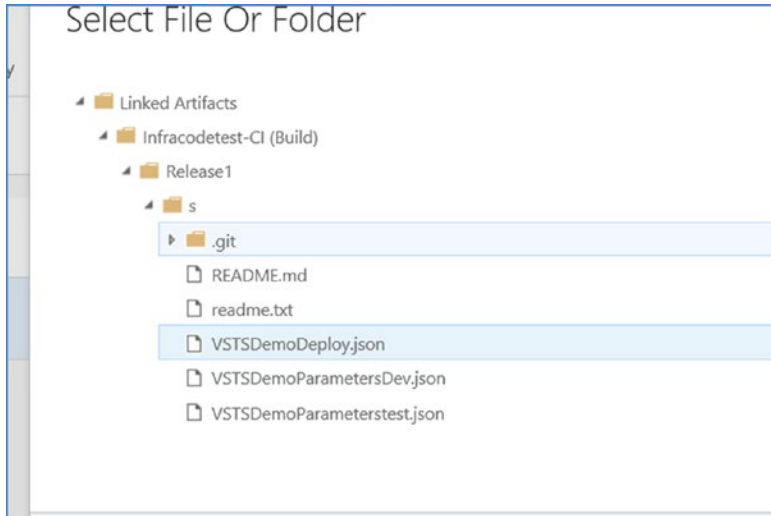 Select File Or Folder
y
Linked Artifacts
Infracodetest-CI (Build)
Release1
s
.git
README.md
readme.txt
VSTSDemoDeploy.json
VSTSDemoParametersDev.json
VSTSDemoParameterstest.json